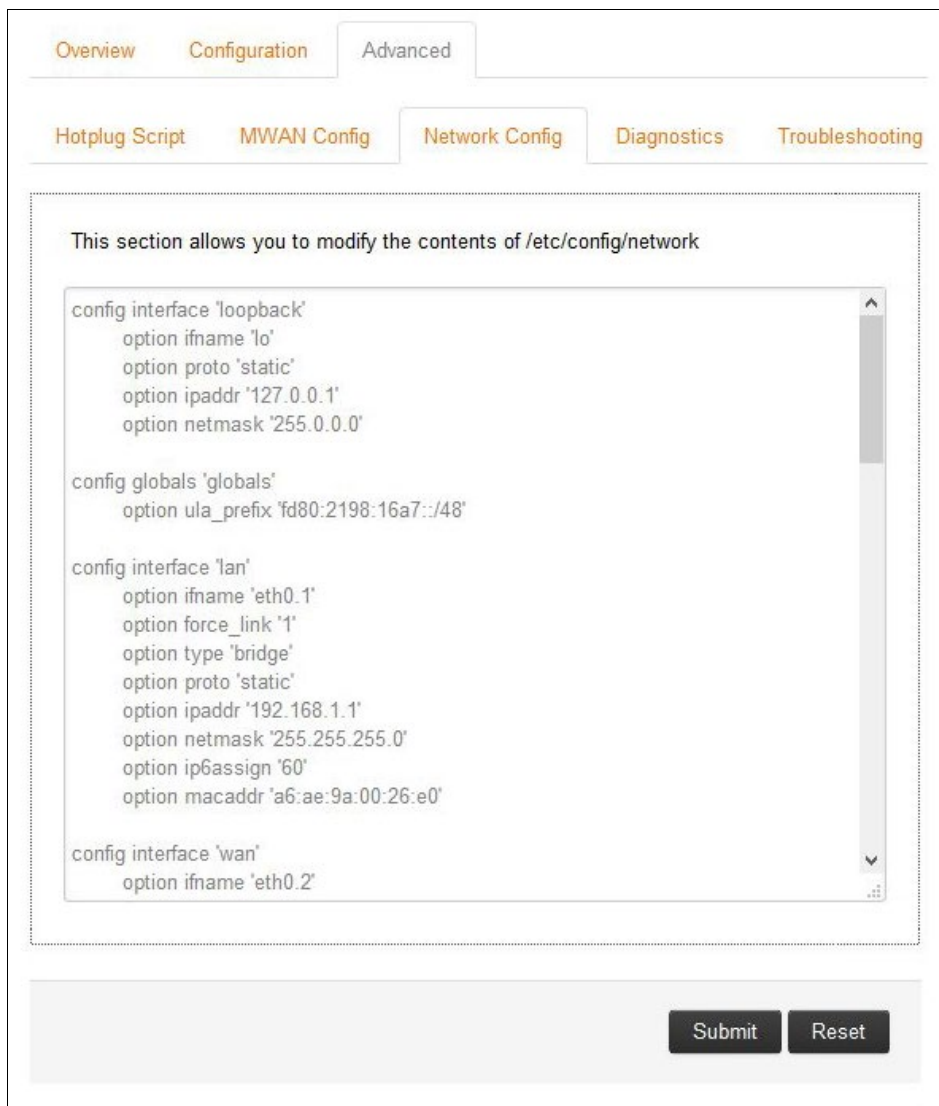 Overview Configuration Advanced
Hotplug Script MWAN Config Network Config Diagnostics Troubleshooting
This section allows you to modify the contents of /etc/config/network
config interface 'loopback'
option ifname 'lo'
option proto 'static'
option ipaddr '127.0.0.1'
option netmask '255.0.0.0'
config globals 'globals'
option ula_prefix 'fd80:2198:16a7::/48'
config interface 'lan'
option ifname 'eth0.1'
option force_link '1'
option type 'bridge'
option proto 'static'
option ipaddr '192.168.1.1'
option netmask '255.255.255.0'
option ip6assign '60'
option macaddr 'a6:ae:9a:00:26:e0'
config interface 'wan'
option ifname 'eth0.2'
Submit Reset